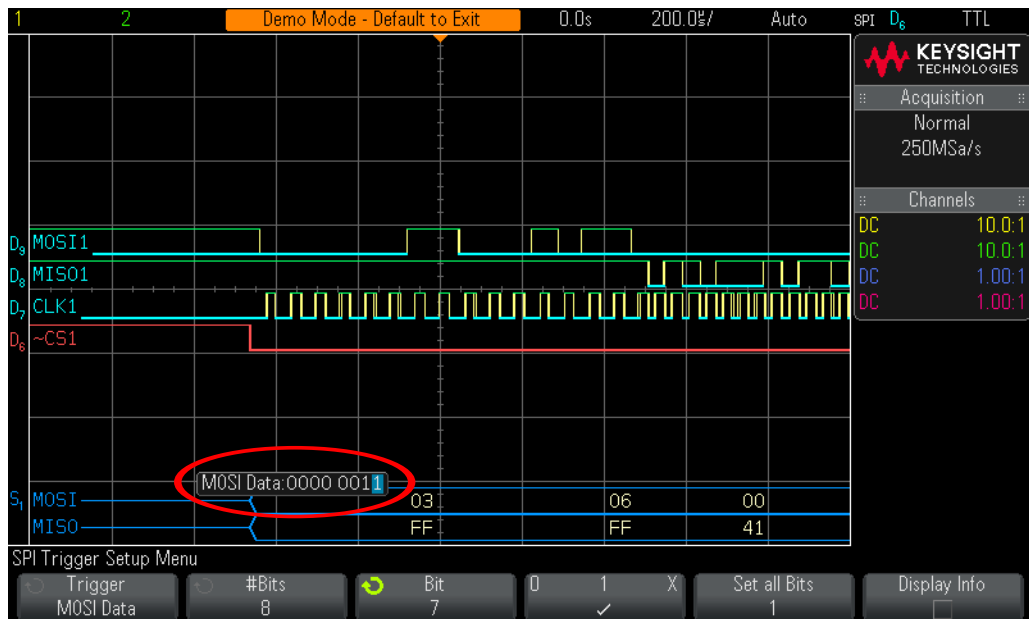 1 2 Demo Mode - Default to Exit 0.0s 200.0㎲/ Auto SPI D6 TTL
KEYSIGHT
TECHNOLOGIES
Acquisition
Normal
250MSa/s
Channels
DC 10.0:1
DC 10.0:1
DC 1.00:1
DC 1.00:1
D9 MOSI1
D8 MISO1
D7 CLK1
D6 ~CS1
MOSI Data:0000 0011
S1 MOSI 03 06 00
MISO FF FF 41
SPI Trigger Setup Menu
Trigger #Bits Bit 0 1 X Set all Bits Display Info
MOSI Data 8 7 ✓ 1